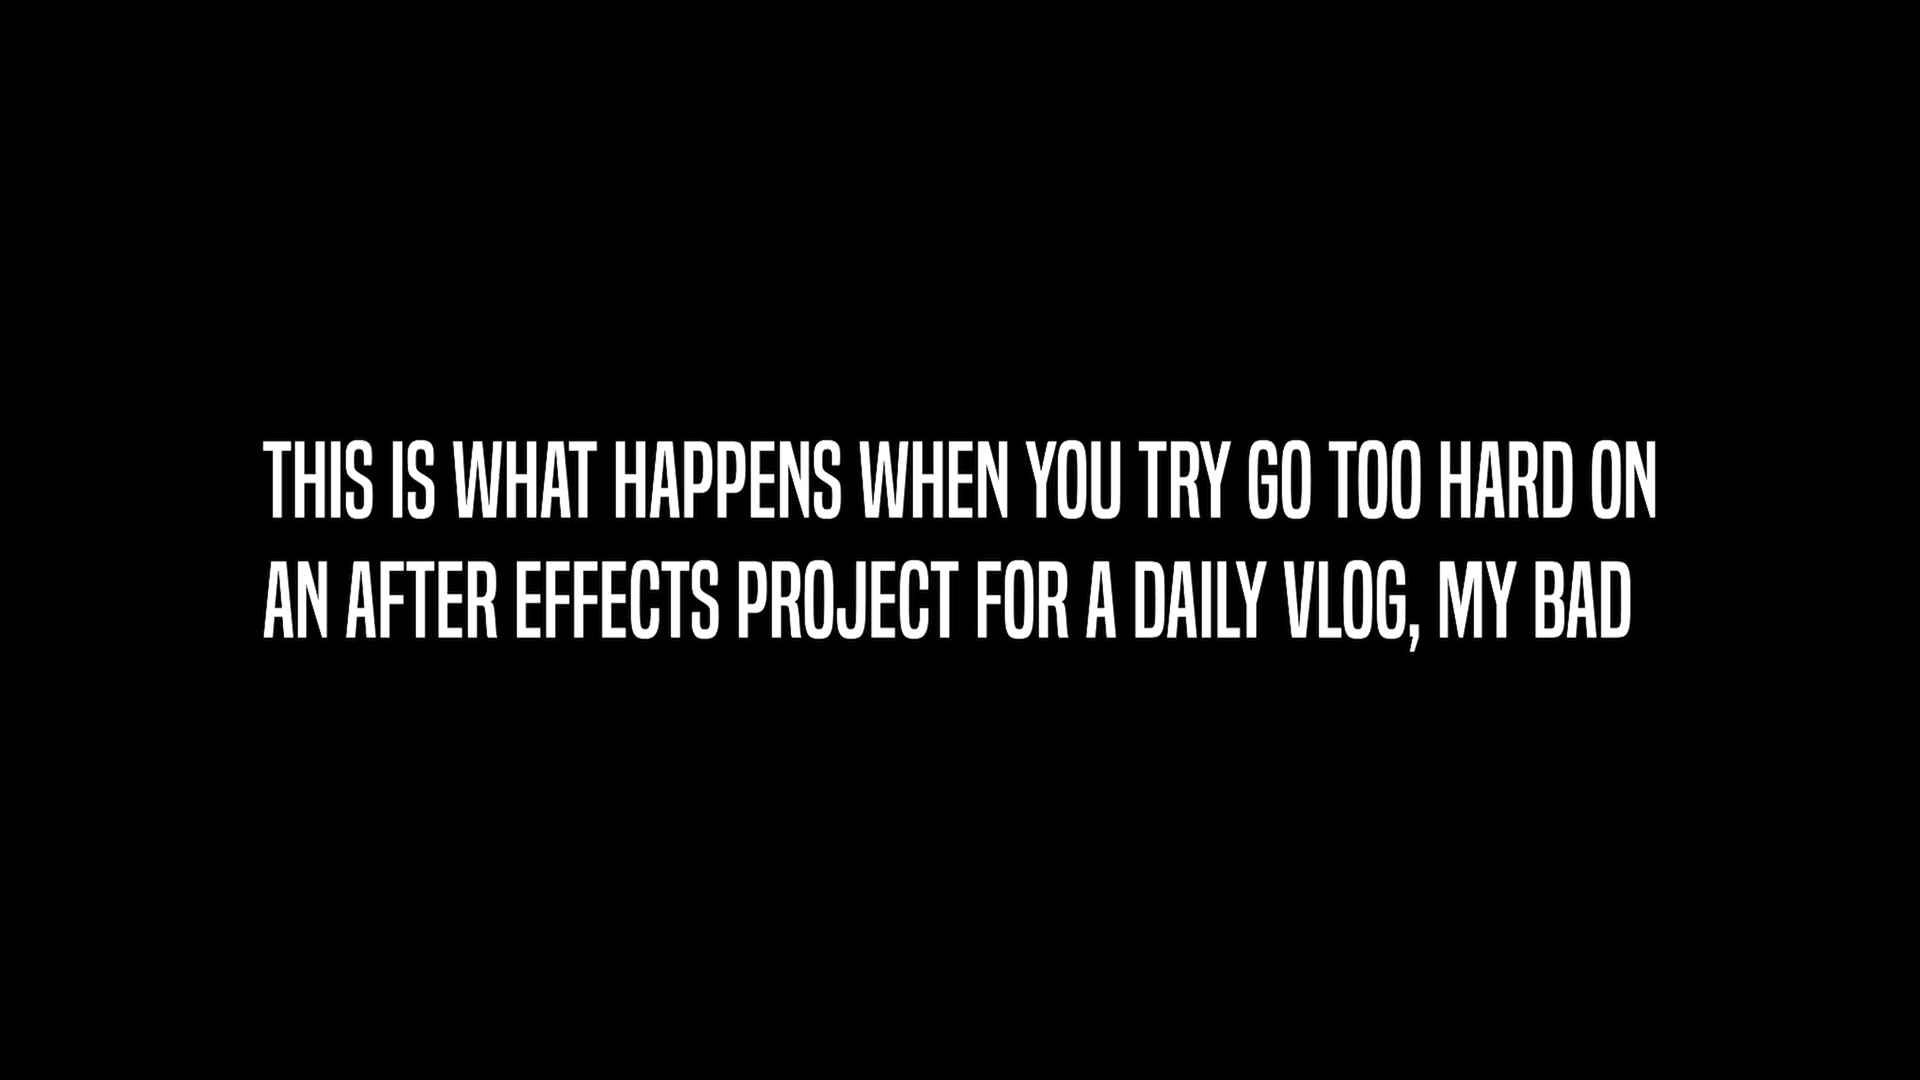 THIS IS WHAT HAPPENS WHEN YOU TRY GO TOO HARD ON
AN AFTER EFFECTS PROJECT FOR A DAILY VLOG, MY BAD